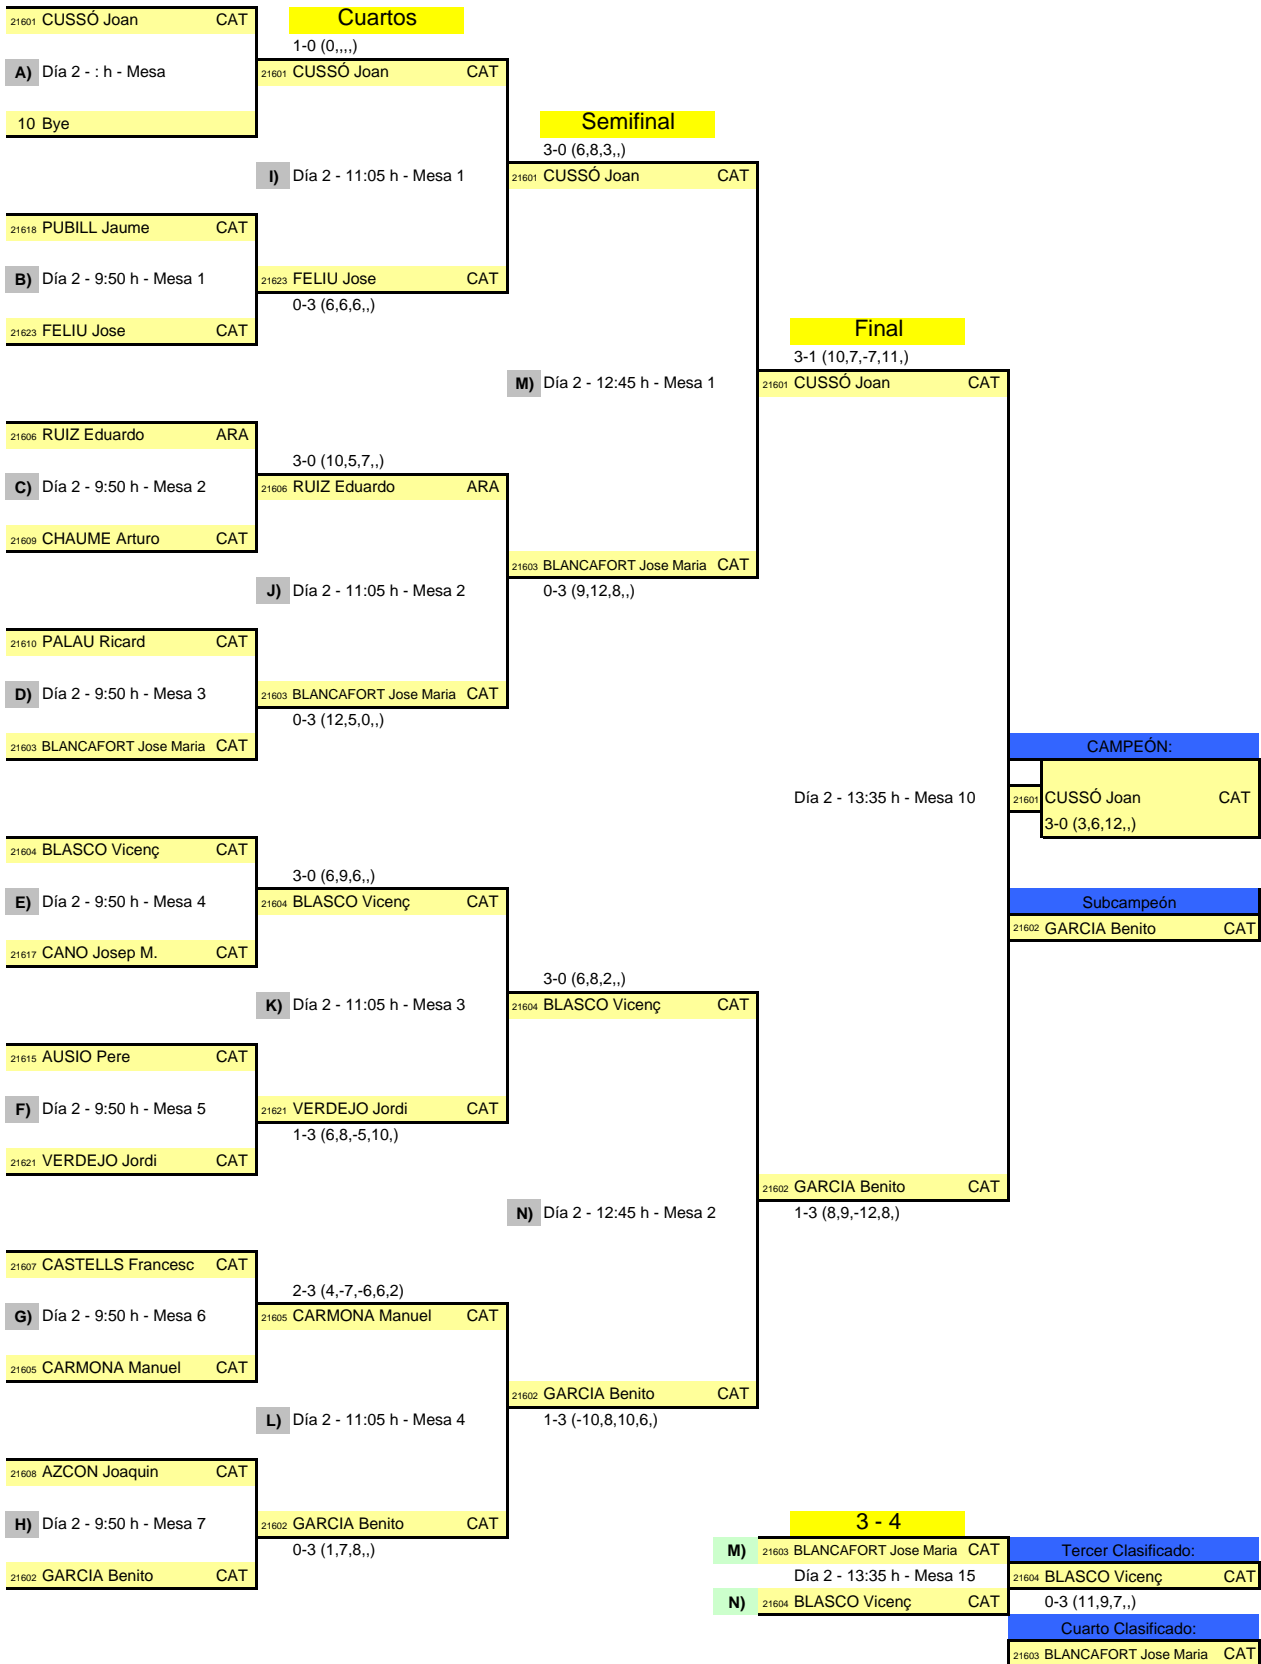 21601 CUSSÓ Joan CAT
Cuartos
1-0 (0,,,,)
A) Día 2 - : h - Mesa
21601 CUSSÓ Joan CAT
10 Bye
Semifinal
3-0 (6,8,3,,)
I) Día 2 - 11:05 h - Mesa 1
21601 CUSSÓ Joan CAT
21618 PUBILL Jaume CAT
B) Día 2 - 9:50 h - Mesa 1
21623 FELIU Jose CAT
0-3 (6,6,6,,)
21623 FELIU Jose CAT
Final
3-1 (10,7,-7,11,)
M) Día 2 - 12:45 h - Mesa 1
21601 CUSSÓ Joan CAT
21606 RUIZ Eduardo ARA
3-0 (10,5,7,,)
C) Día 2 - 9:50 h - Mesa 2
21606 RUIZ Eduardo ARA
21609 CHAUME Arturo CAT
21603 BLANCAFORT Jose Maria CAT
J) Día 2 - 11:05 h - Mesa 2
0-3 (9,12,8,,)
21610 PALAU Ricard CAT
D) Día 2 - 9:50 h - Mesa 3
21603 BLANCAFORT Jose Maria CAT
0-3 (12,5,0,,)
21603 BLANCAFORT Jose Maria CAT
CAMPEÓN:
Día 2 - 13:35 h - Mesa 10
21601 CUSSÓ Joan CAT
3-0 (3,6,12,,)
21604 BLASCO Vicenç CAT
3-0 (6,9,6,,)
E) Día 2 - 9:50 h - Mesa 4
21604 BLASCO Vicenç CAT
Subcampeón
21602 GARCIA Benito CAT
21617 CANO Josep M. CAT
3-0 (6,8,2,,)
K) Día 2 - 11:05 h - Mesa 3
21604 BLASCO Vicenç CAT
21615 AUSIO Pere CAT
F) Día 2 - 9:50 h - Mesa 5
21621 VERDEJO Jordi CAT
1-3 (6,8,-5,10,)
21621 VERDEJO Jordi CAT
21602 GARCIA Benito CAT
N) Día 2 - 12:45 h - Mesa 2
1-3 (8,9,-12,8,)
21607 CASTELLS Francesc CAT
2-3 (4,-7,-6,6,2)
G) Día 2 - 9:50 h - Mesa 6
21605 CARMONA Manuel CAT
21605 CARMONA Manuel CAT
21602 GARCIA Benito CAT
L) Día 2 - 11:05 h - Mesa 4
1-3 (-10,8,10,6,)
21608 AZCON Joaquin CAT
H) Día 2 - 9:50 h - Mesa 7
21602 GARCIA Benito CAT
0-3 (1,7,8,,)
21602 GARCIA Benito CAT
3 - 4
M) 21603 BLANCAFORT Jose Maria CAT
Tercer Clasificado:
Día 2 - 13:35 h - Mesa 15
21604 BLASCO Vicenç CAT
N) 21604 BLASCO Vicenç CAT
0-3 (11,9,7,,)
Cuarto Clasificado:
21603 BLANCAFORT Jose Maria CAT